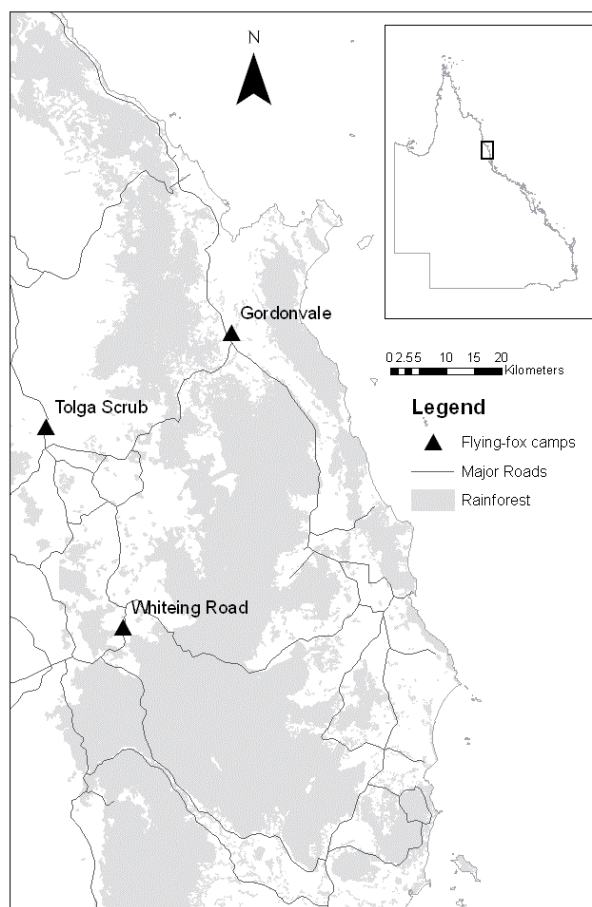 N
Gordonvale
Tolga Scrub
Whiteing Road
0 2.5 5 10 15 20
Kilometers
Legend
Flying-fox camps
Major Roads
Rainforest